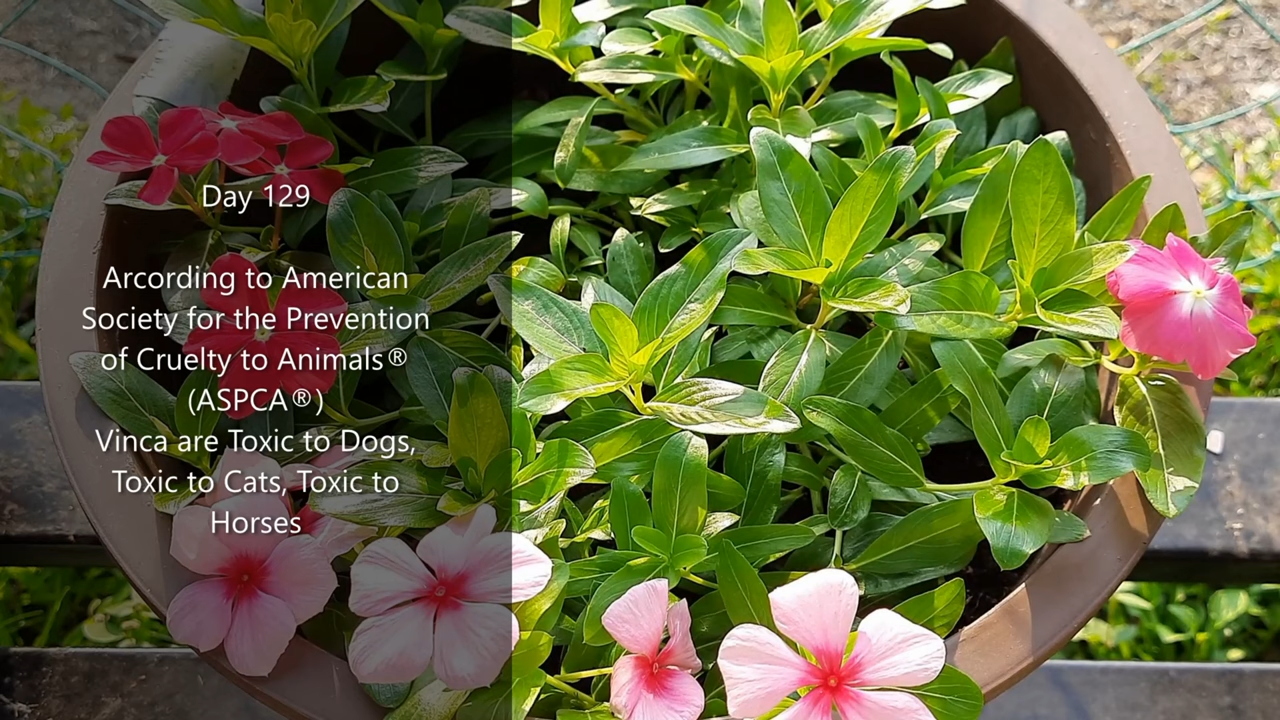 Day 129
Arcording to American
Society for the Prevention
of Cruelty to Animals®
(ASPCA®)
Vinca are Toxic to Dogs,
Toxic to Cats, Toxic to
Horses